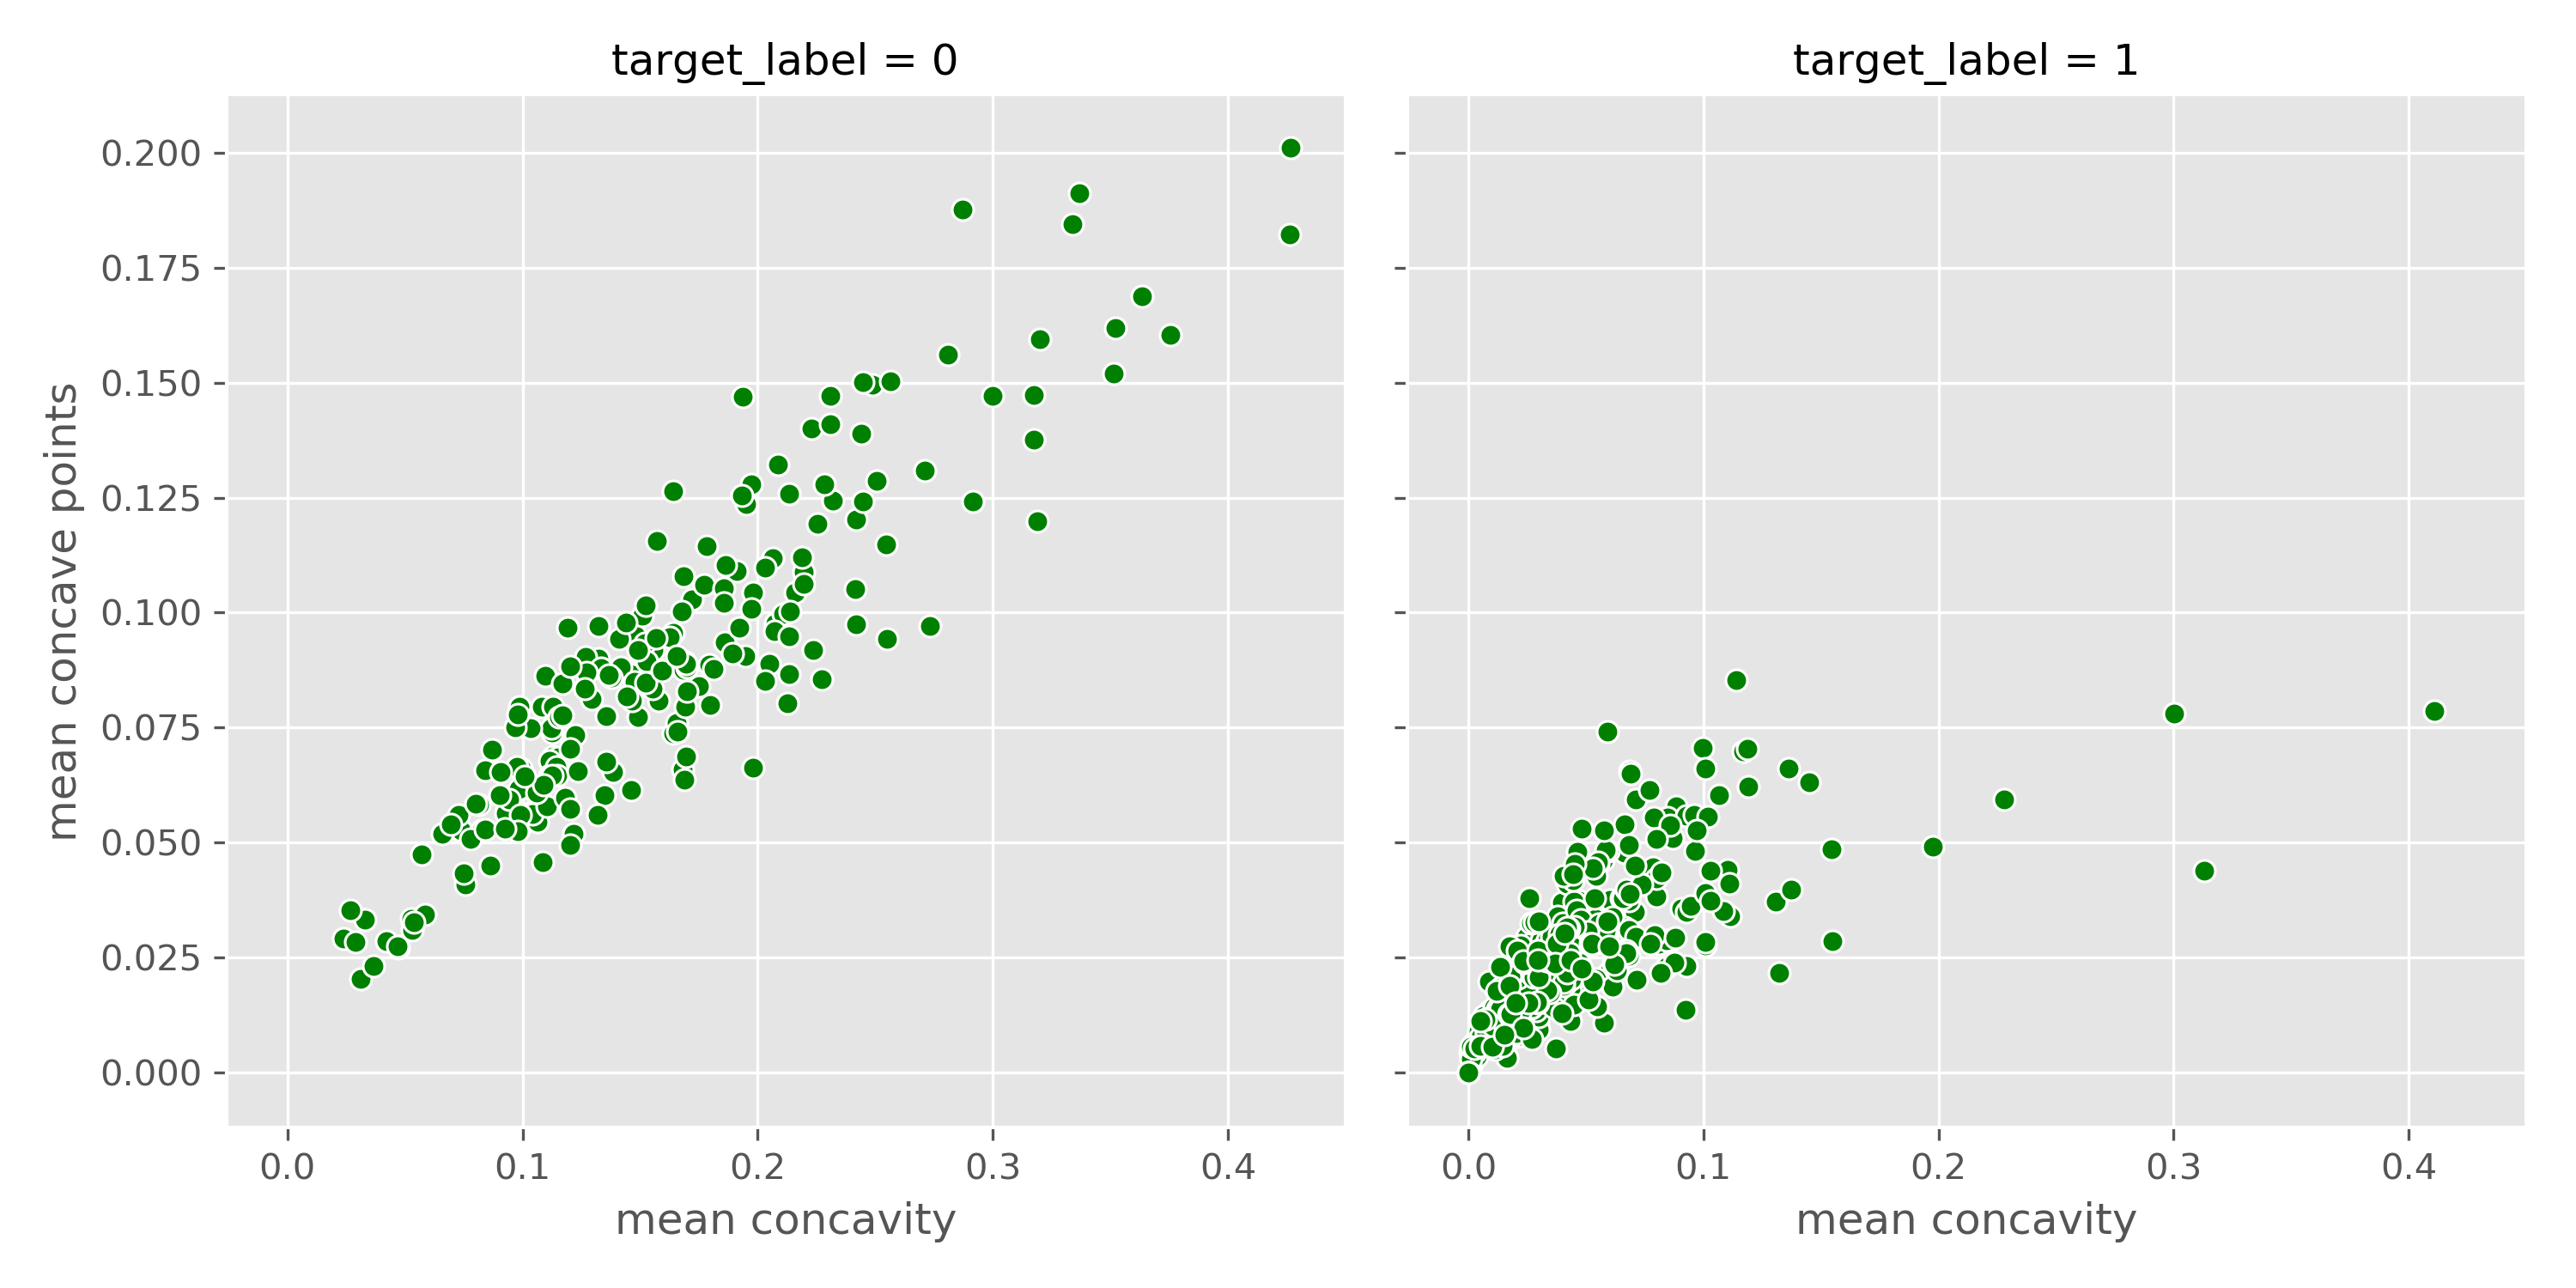 target_label = 0
target_label = 1
mean concave points
0.200
0.175
0.150
0.125
0.100
0.075
0.050
0.025
0.000
0.0 0.1 0.2 0.3 0.4
0.0 0.1 0.2 0.3 0.4
mean concavity
mean concavity